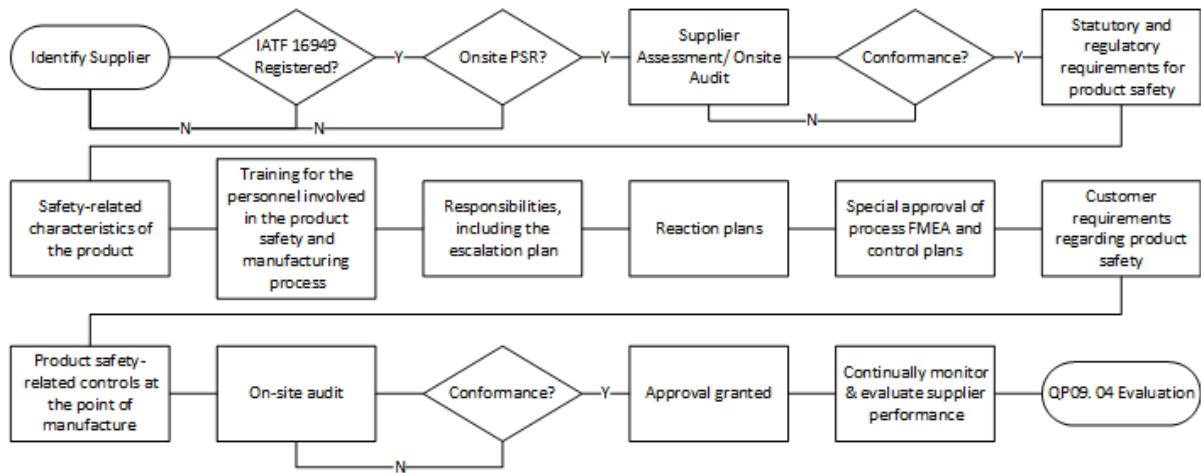 Identify Supplier
IATF 16949
Registered?
Y
Onsite PSR?
Y
Supplier
Assessment/ Onsite
Audit
Conformance?
Y
Statutory and
regulatory
requirements for
product safety
N
N
N
Safety-related
characteristics of
the product
Training for the
personnel involved
in the product
safety and
manufacturing
process
Responsibilities,
including the
escalation plan
Reaction plans
Special approval of
process FMEA and
control plans
Customer
requirements
regarding product
safety
Product safety-
related controls at
the point of
manufacture
On-site audit
Conformance?
Y
Approval granted
Continually monitor
& evaluate supplier
performance
QP09. 04 Evaluation
N